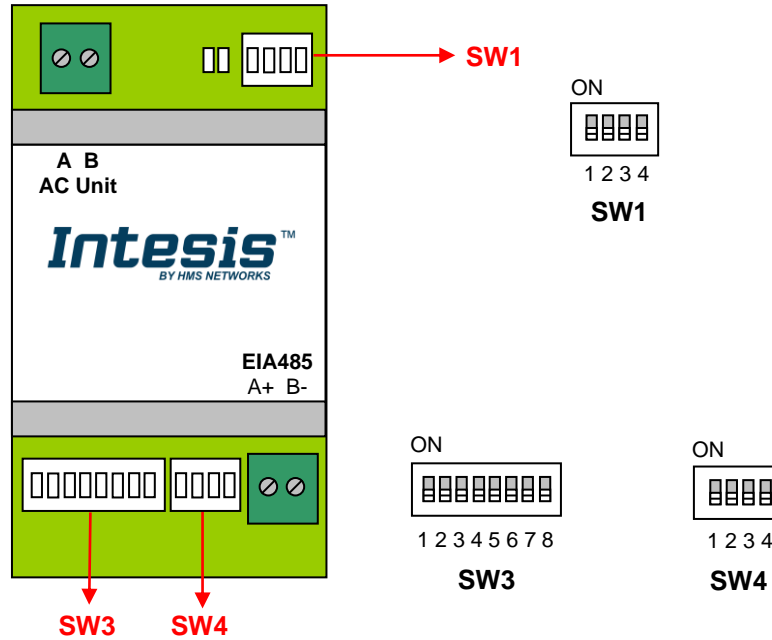 SW1
ON
1 2 3 4
SW1
A B
AC Unit
Intesis™
BY HMS NETWORKS
EIA485
A+ B-
ON
1 2 3 4 5 6 7 8
SW3
ON
1 2 3 4
SW4
SW3 SW4